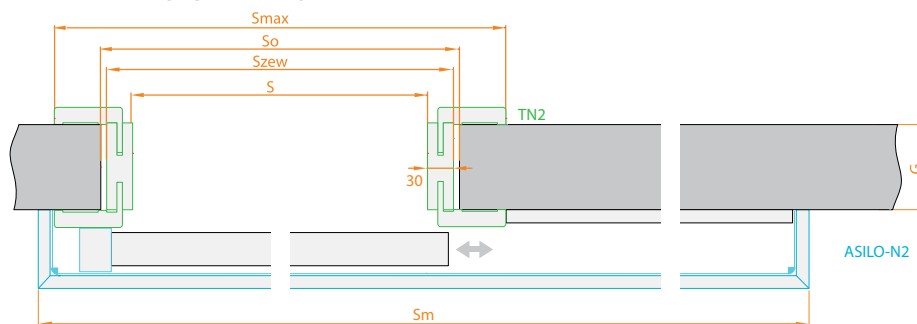 Smax
So
Szew
S
TN2
30
G
ASILO-N2
Sm